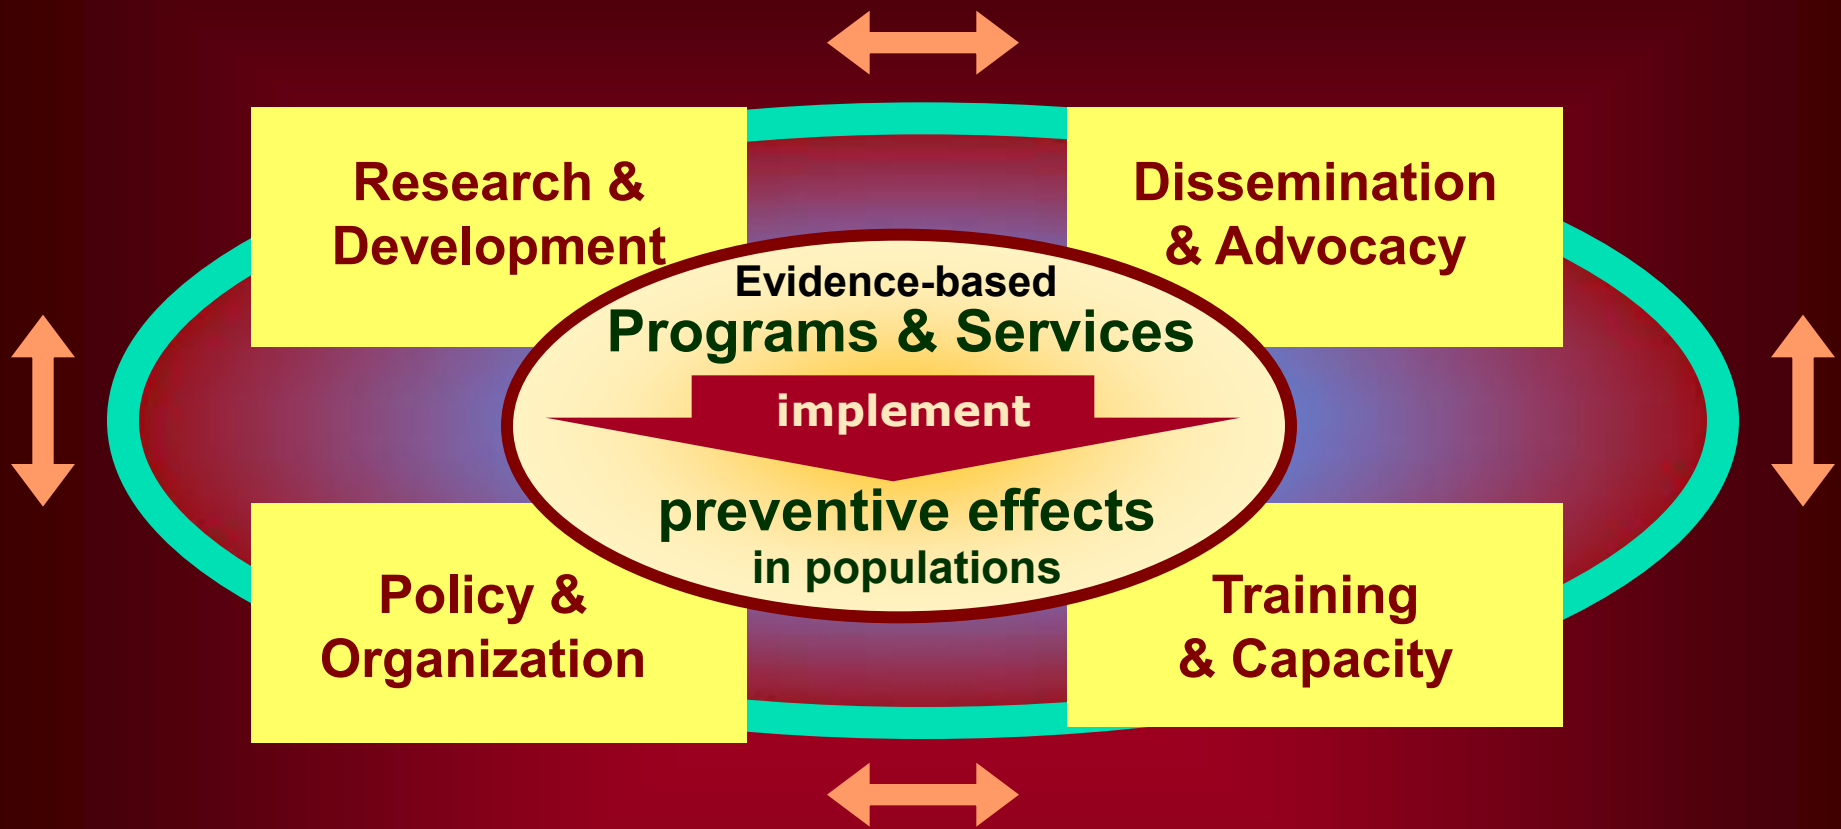 Research &
Development
Dissemination
& Advocacy
Evidence-based
Programs & Services
implement
preventive effects
in populations
Policy &
Organization
Training
& Capacity